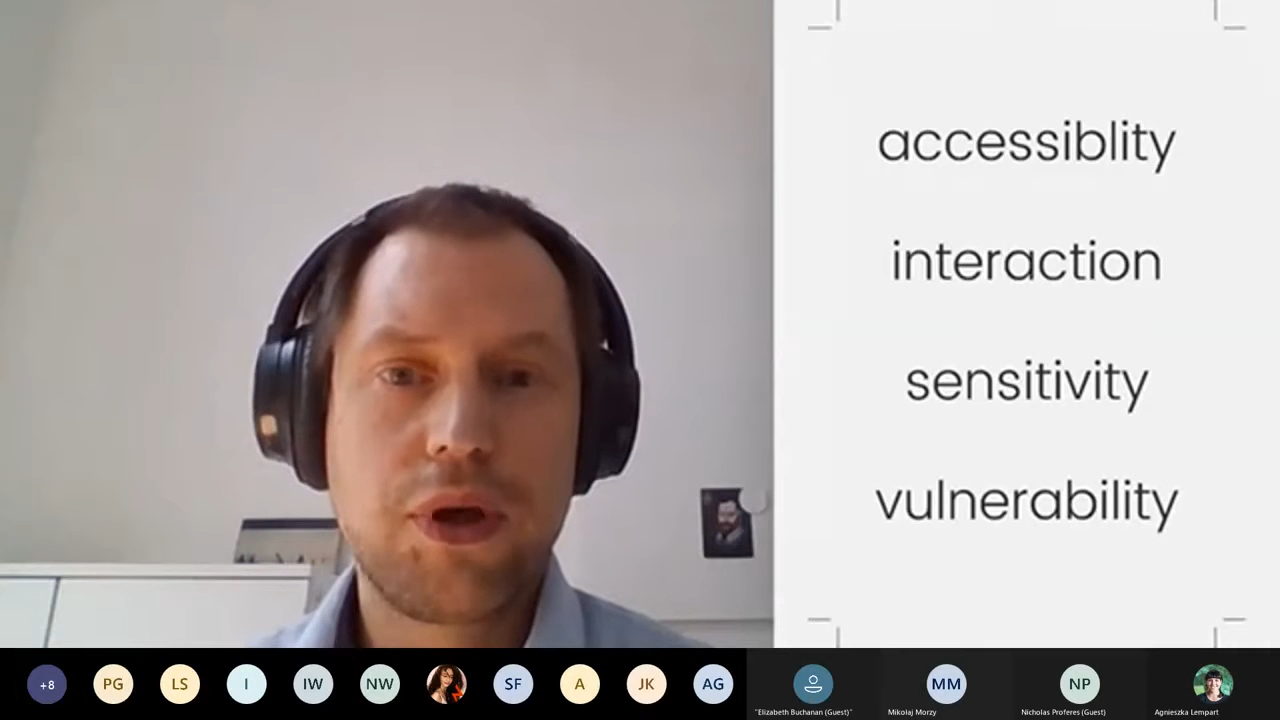 accessiblity
interaction
sensitivity
vulnerability
+8
PG
LS
I
IW
NW
SF
A
JK
AG
MM
NP
"Elizabeth Buchanan (Guest)"
Mikołaj Morzy
Nicholas Proferes (Guest)
Agnieszka Lempart